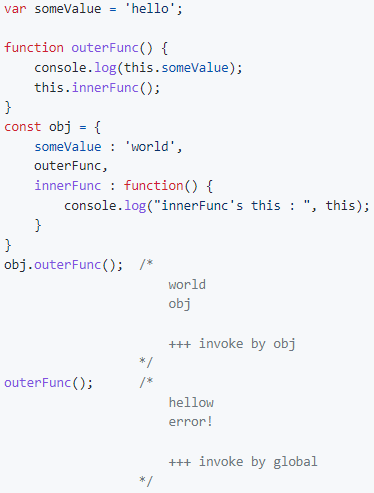 var someValue = 'hello';
function outerFunc() {
console.log(this.someValue);
this.innerFunc();
}
const obj = {
someValue : 'world',
outerFunc,
innerFunc : function() {
console.log("innerFunc's this : ", this);
}
}
obj.outerFunc(); /*
world
obj
+++ invoke by obj
*/
outerFunc(); /*
hellow
error!
+++ invoke by global
*/